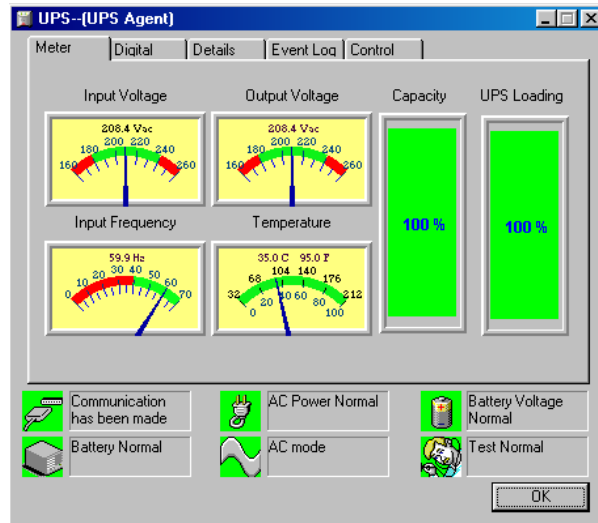 UPS--(UPS Agent)
Meter Digital Details Event Log Control
Input Voltage Output Voltage Capacity UPS Loading
208.4 Vac 208.4 Vac
160 180 200 220 240 260 160 180 200 220 240 260
100 % 100 %
Input Frequency Temperature
59.9 Hz 35.0 C 95.0 F
0 10 20 30 40 50 60 70 32 68 104 140 176 212
0 20 40 60 80 100
Communication has been made
AC Power Normal
Battery Voltage Normal
Battery Normal
AC mode
Test Normal
OK